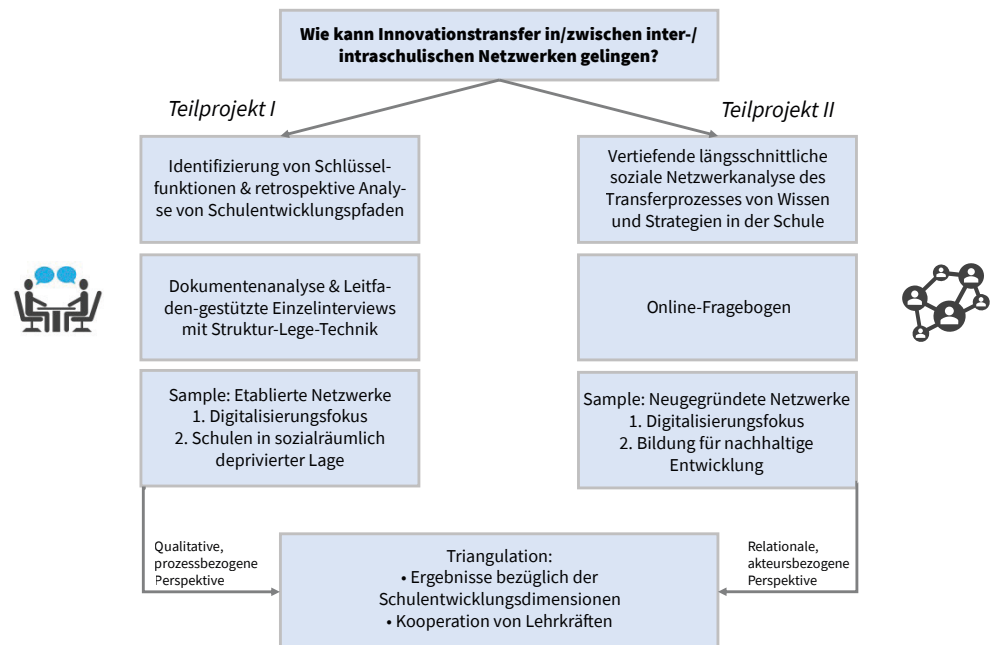 Wie kann Innovationstransfer in/zwischen inter-/
intraschulischen Netzwerken gelingen?
Teilprojekt I
Teilprojekt II
Identifizierung von Schlüssel-
funktionen & retrospektive Analy-
se von Schulentwicklungspfaden
Vertiefende längsschnittliche
soziale Netzwerkanalyse des
Transferprozesses von Wissen
und Strategien in der Schule
Dokumentenanalyse & Leitfa-
den-gestützte Einzelinterviews
mit Struktur-Lege-Technik
Online-Fragebogen
Sample: Etablierte Netzwerke
1. Digitalisierungsfokus
2. Schulen in sozialräumlich
deprivierter Lage
Sample: Neugegründete Netzwerke
1. Digitalisierungsfokus
2. Bildung für nachhaltige
Entwicklung
Qualitative,
prozessbezogene
Perspektive
Triangulation:
• Ergebnisse bezüglich der
Schulentwicklungsdimensionen
• Kooperation von Lehrkräften
Relationale,
akteursbezogene
Perspektive